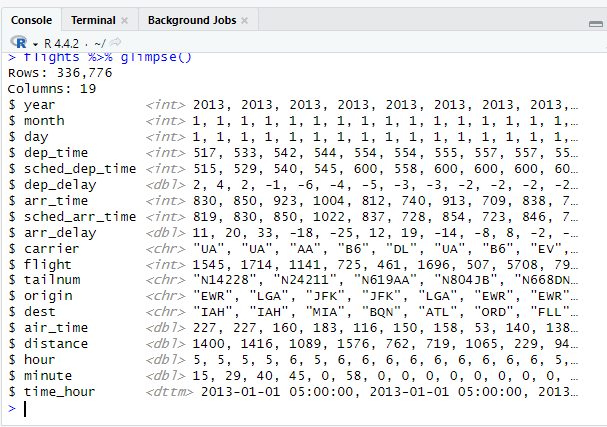 Console Terminal Background Jobs
R 4.4.2 · ~/
> flights %>% glimpse()
Rows: 336,776
Columns: 19
$ year <int> 2013, 2013, 2013, 2013, 2013, 2013, 2013, 2013,…
$ month <int> 1, 1, 1, 1, 1, 1, 1, 1, 1, 1, 1, 1, 1, 1, 1, 1,…
$ day <int> 1, 1, 1, 1, 1, 1, 1, 1, 1, 1, 1, 1, 1, 1, 1, 1,…
$ dep_time <int> 517, 533, 542, 544, 554, 554, 555, 557, 557, 55…
$ sched_dep_time <int> 515, 529, 540, 545, 600, 558, 600, 600, 600, 60…
$ dep_delay <dbl> 2, 4, 2, -1, -6, -4, -5, -3, -3, -2, -2, -2, -2…
$ arr_time <int> 830, 850, 923, 1004, 812, 740, 913, 709, 838, 7…
$ sched_arr_time <int> 819, 830, 850, 1022, 837, 728, 854, 723, 846, 7…
$ arr_delay <dbl> 11, 20, 33, -18, -25, 12, 19, -14, -8, 8, -2, -…
$ carrier <chr> "UA", "UA", "AA", "B6", "DL", "UA", "B6", "EV",…
$ flight <int> 1545, 1714, 1141, 725, 461, 1696, 507, 5708, 79…
$ tailnum <chr> "N14228", "N24211", "N619AA", "N804JB", "N668DN…
$ origin <chr> "EWR", "LGA", "JFK", "JFK", "LGA", "EWR", "EWR"…
$ dest <chr> "IAH", "IAH", "MIA", "BQN", "ATL", "ORD", "FLL"…
$ air_time <dbl> 227, 227, 160, 183, 116, 150, 158, 53, 140, 138…
$ distance <dbl> 1400, 1416, 1089, 1576, 762, 719, 1065, 229, 94…
$ hour <dbl> 5, 5, 5, 5, 6, 5, 6, 6, 6, 6, 6, 6, 6, 6, 6, 5,…
$ minute <dbl> 15, 29, 40, 45, 0, 58, 0, 0, 0, 0, 0, 0, 0, 0, …
$ time_hour <dttm> 2013-01-01 05:00:00, 2013-01-01 05:00:00, 2013…
>